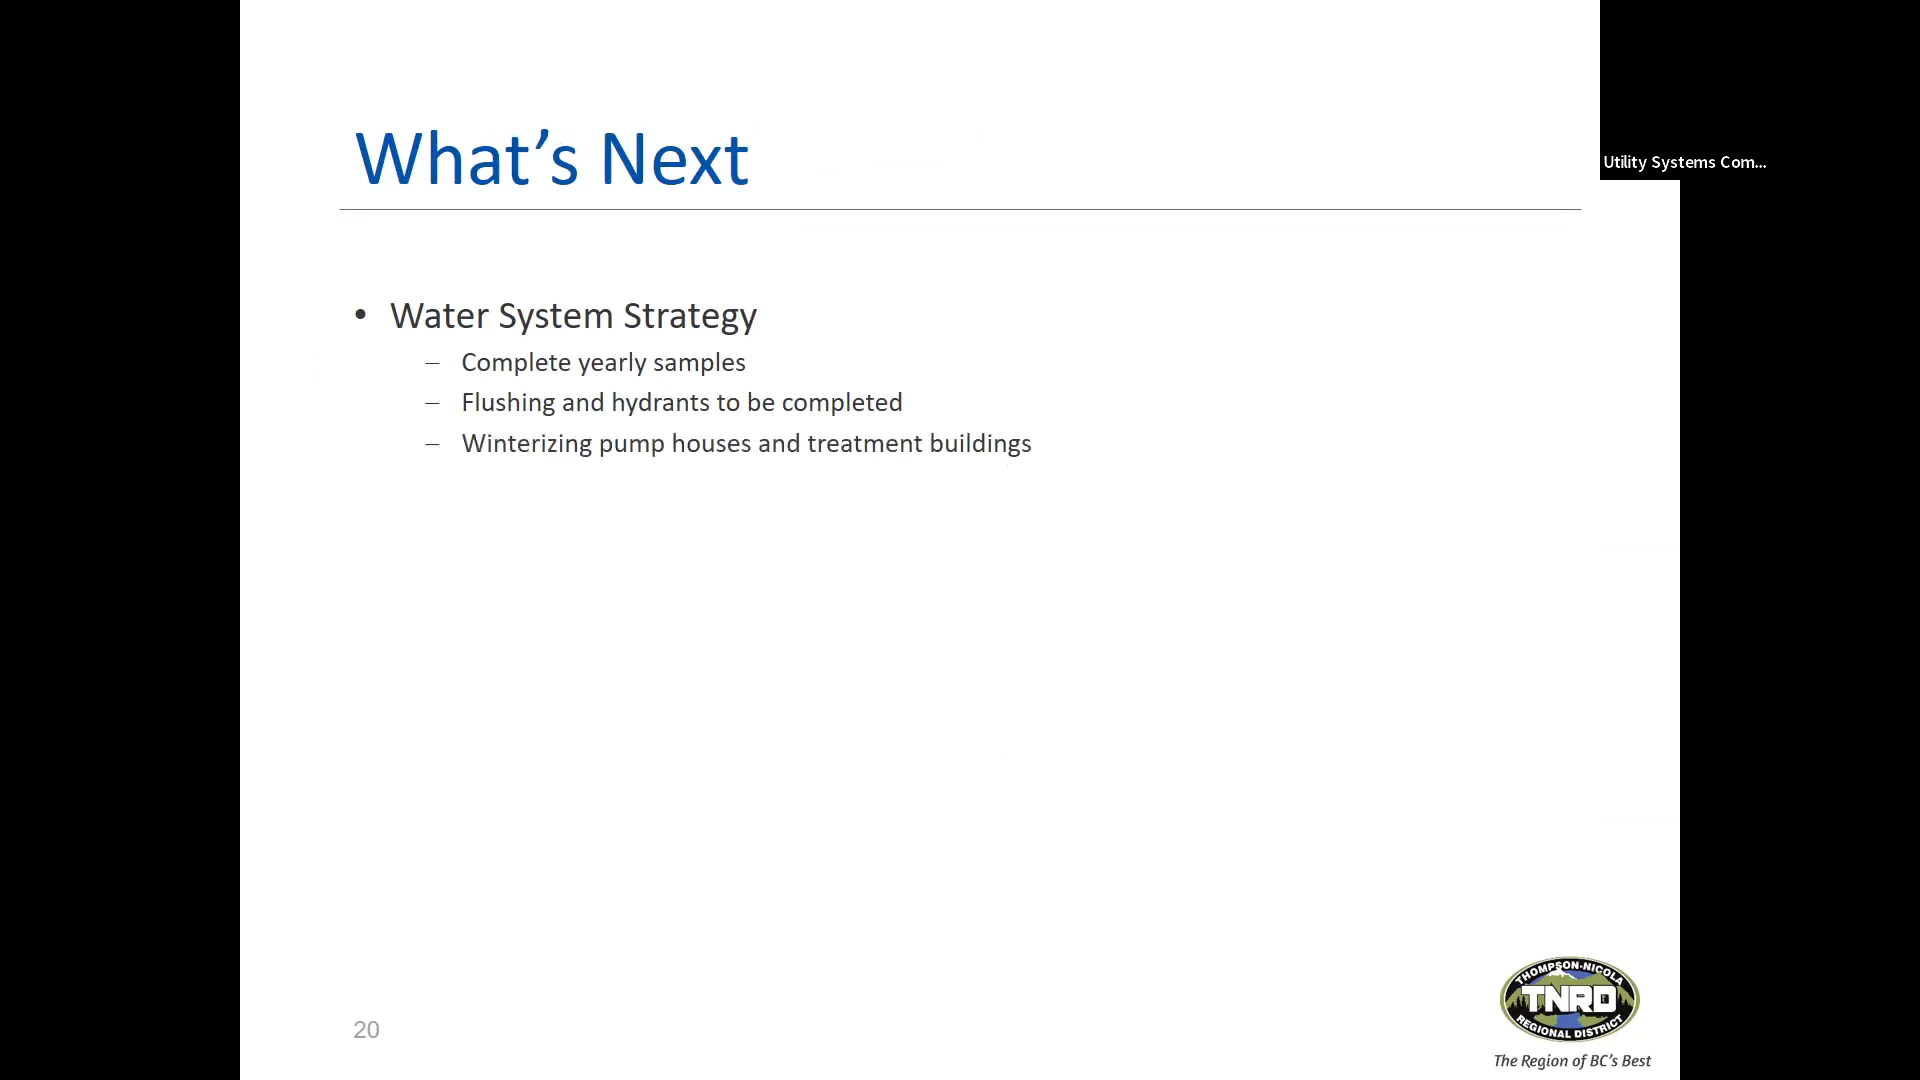 What's Next
Utility Systems Com...
• Water System Strategy
– Complete yearly samples
– Flushing and hydrants to be completed
– Winterizing pump houses and treatment buildings
20
THOMPSON-NICOLA
TNRD
REGIONAL DISTRICT
The Region of BC's Best